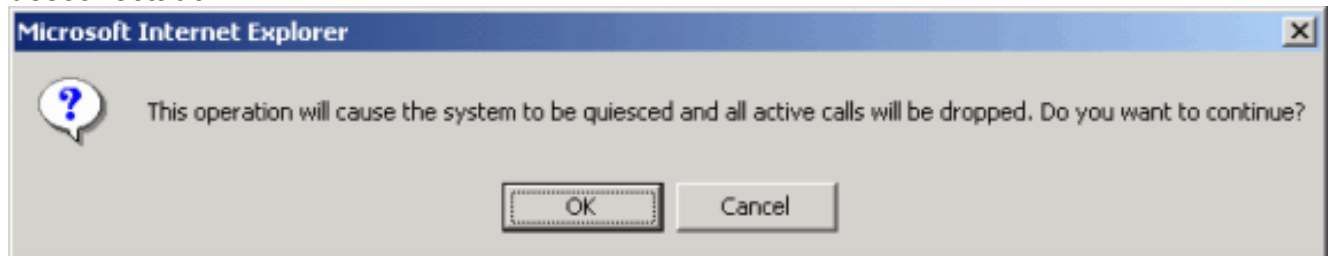 Microsoft Internet Explorer
This operation will cause the system to be quiesced and all active calls will be dropped. Do you want to continue?
OK
Cancel